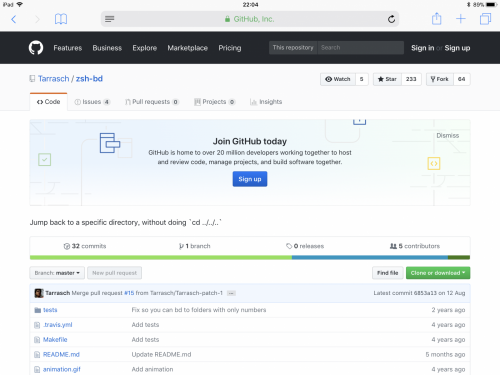 iPad 22:04 89%
GitHub, Inc.
Features Business Explore Marketplace Pricing This repository Search Sign in or Sign up
Tarrasch / zsh-bd Watch 5 Star 233 Fork 64
Code Issues 4 Pull requests 0 Projects 0 Insights
Dismiss
Join GitHub today
GitHub is home to over 20 million developers working together to host
and review code, manage projects, and build software together.
Sign up
Jump back to a specific directory, without doing `cd ../../..`
32 commits 1 branch 0 releases 5 contributors
Branch: master New pull request Find file Clone or download
Tarrasch Merge pull request #15 from Tarrasch/Tarrasch-patch-1 ... Latest commit 6853a13 on 12 Aug
tests Fix so you can bd to folders with only numbers 2 years ago
.travis.yml Add tests 4 years ago
Makefile Add tests 4 years ago
README.md Update README.md 5 months ago
animation.gif Add animation 4 years ago